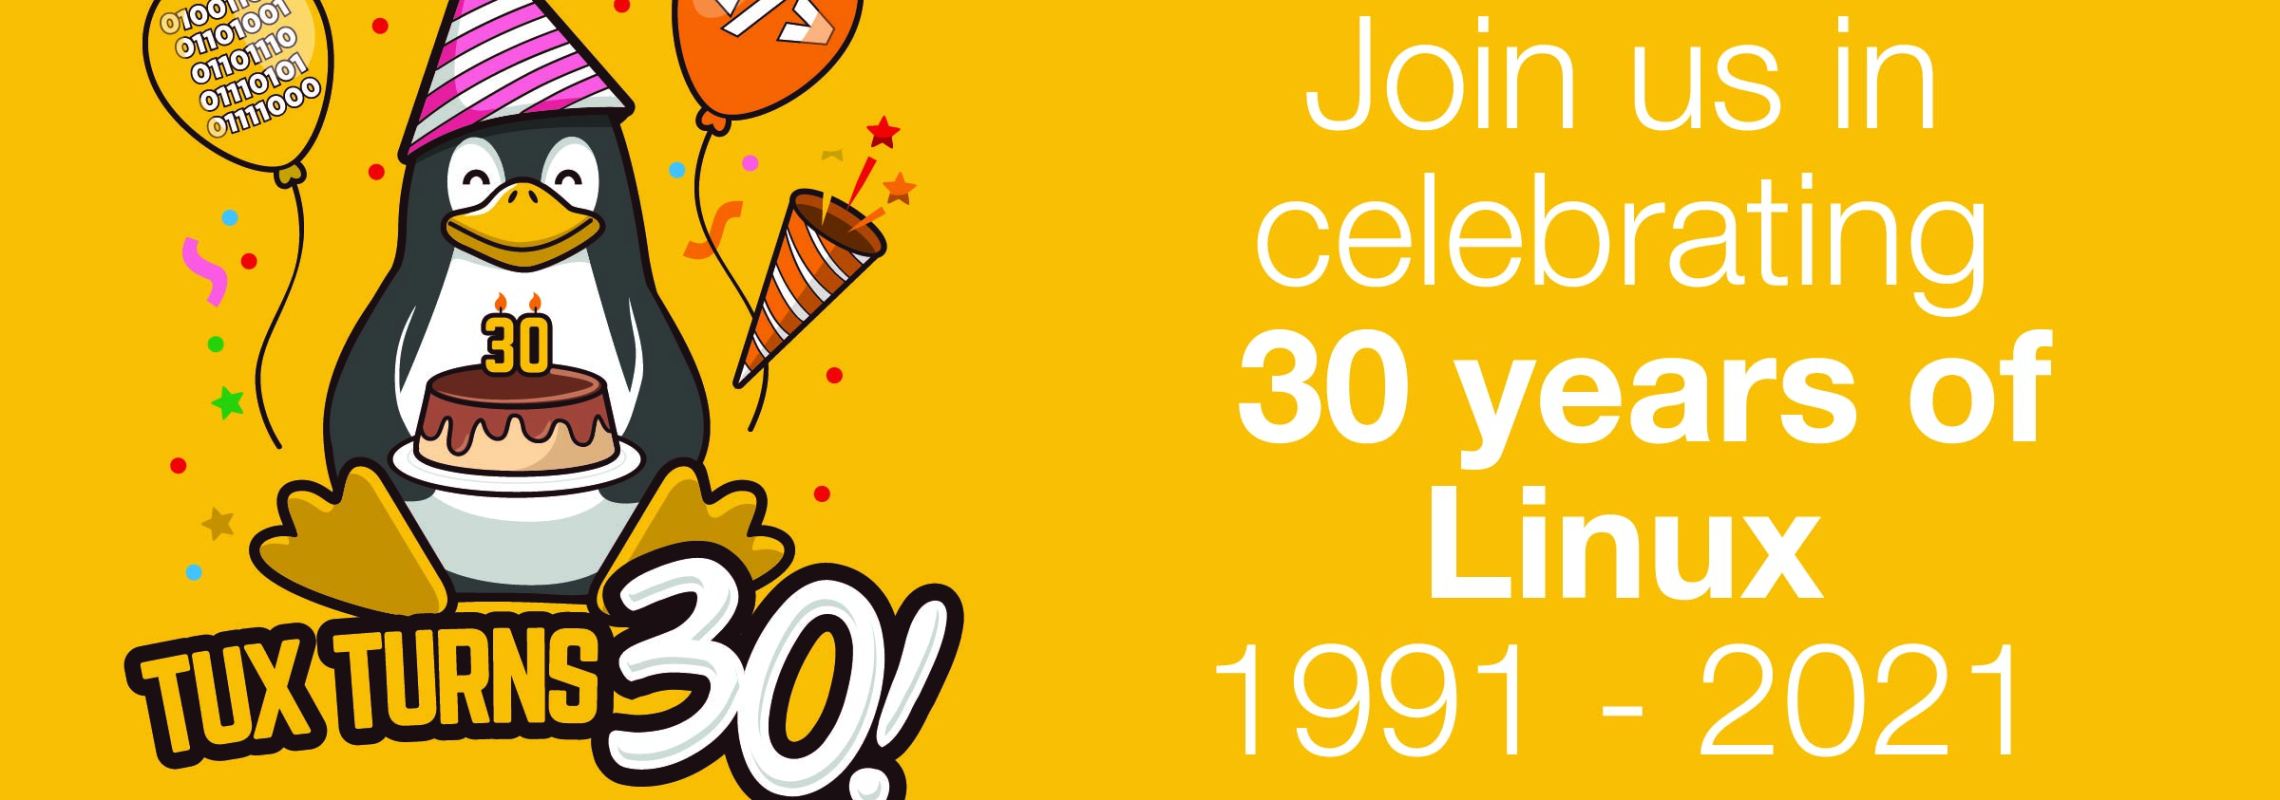 01101001
01101110
01110101
01111000
30
TUX TURNS 30!
Join us in
celebrating
30 years of
Linux
1991 - 2021